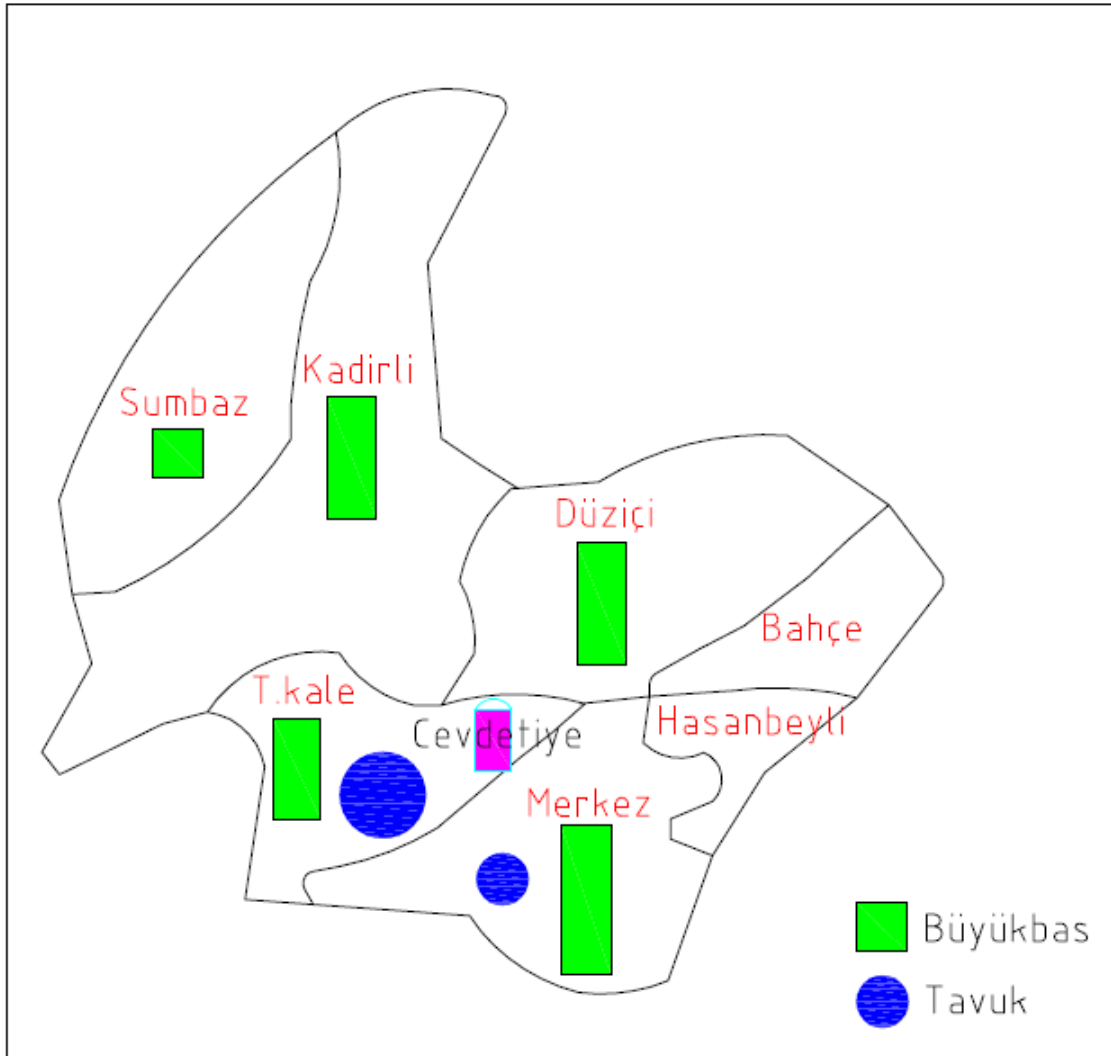 Kadirli
Sumbaz
Düziçi
Bahçe
T.kale
Hasanbeyli
Cevdetiye
Merkez
Büyükbas
Tavuk